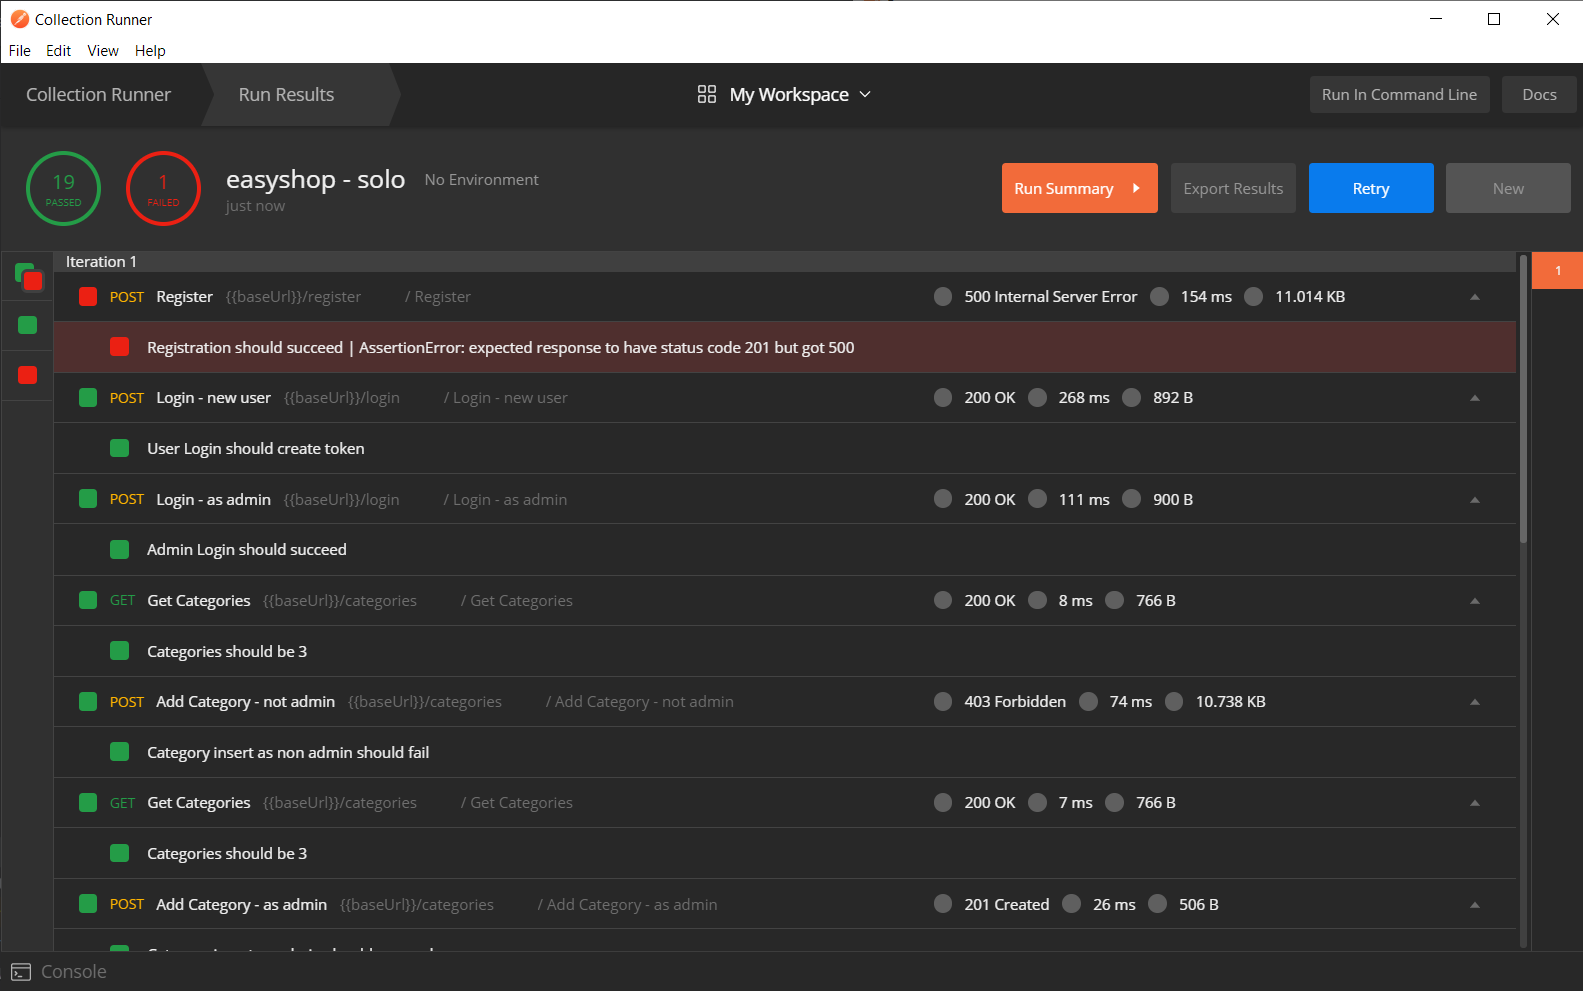 Collection Runner
File Edit View Help
Collection Runner Run Results My Workspace Run In Command Line Docs
19 PASSED
1 FAILED
easyshop - solo No Environment
just now
Run Summary Export Results Retry New
Iteration 1
1
POST Register {{baseUrl}}/register / Register 500 Internal Server Error 154 ms 11.014 KB
Registration should succeed | AssertionError: expected response to have status code 201 but got 500
POST Login - new user {{baseUrl}}/login / Login - new user 200 OK 268 ms 892 B
User Login should create token
POST Login - as admin {{baseUrl}}/login / Login - as admin 200 OK 111 ms 900 B
Admin Login should succeed
GET Get Categories {{baseUrl}}/categories / Get Categories 200 OK 8 ms 766 B
Categories should be 3
POST Add Category - not admin {{baseUrl}}/categories / Add Category - not admin 403 Forbidden 74 ms 10.738 KB
Category insert as non admin should fail
GET Get Categories {{baseUrl}}/categories / Get Categories 200 OK 7 ms 766 B
Categories should be 3
POST Add Category - as admin {{baseUrl}}/categories / Add Category - as admin 201 Created 26 ms 506 B
Console